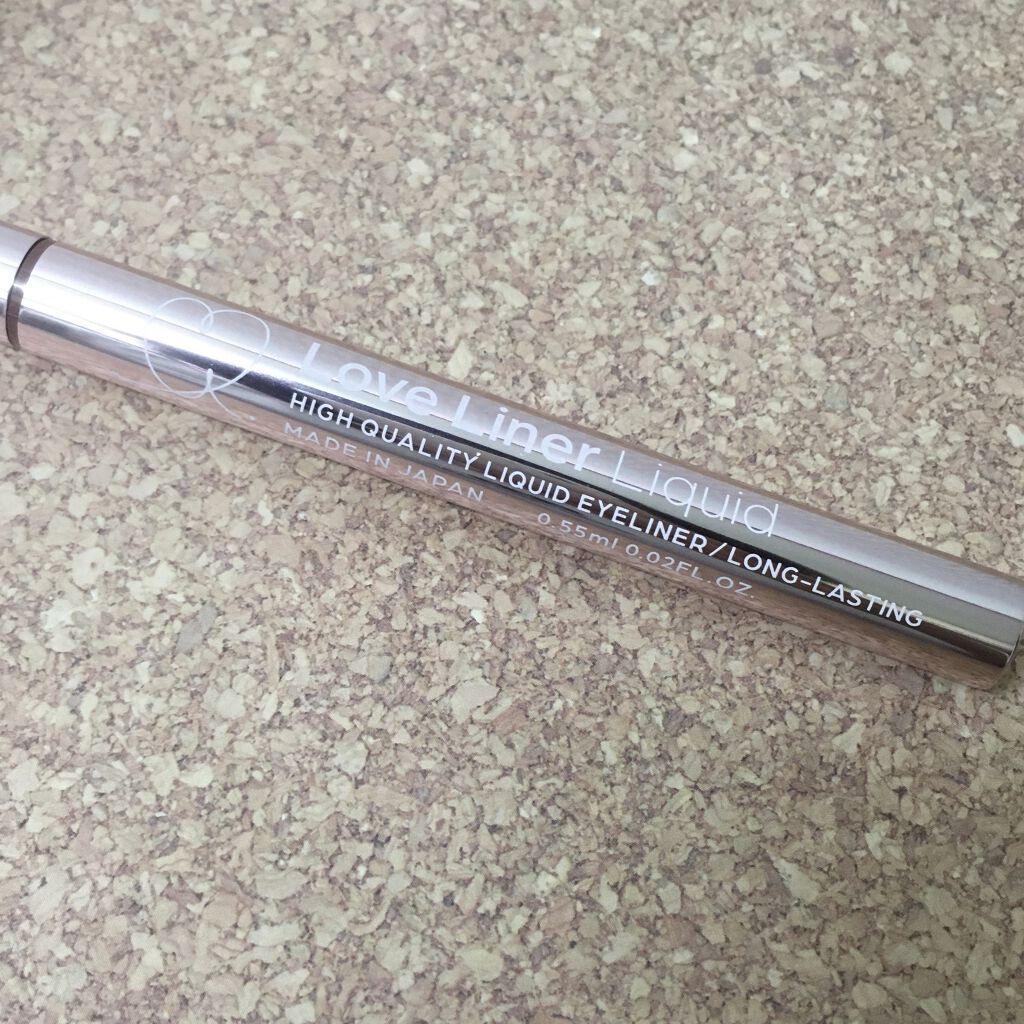 Love Liner Liquid
HIGH QUALITY LIQUID EYELINER/LONG-LASTING
MADE IN JAPAN 0.55ml 0.02FL.OZ